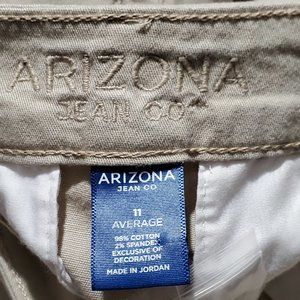 ARIZONA
JEAN CO
ARIZONA
JEAN CO
11
AVERAGE
98% COTTON
2% SPANDEX
EXCLUSIVE OF
DECORATION
MADE IN JORDAN